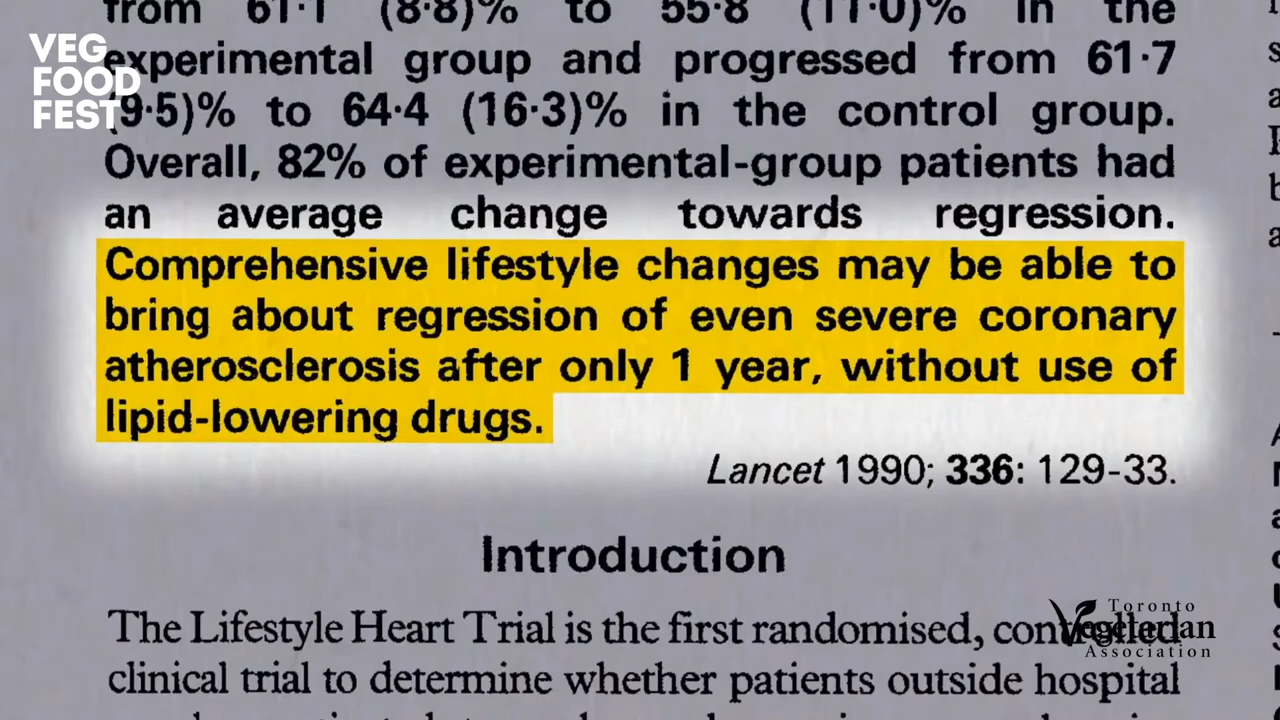 VEG
FOOD
FEST
from 61·1 (8·8)% to 55·8 (11·0)% in the
experimental group and progressed from 61·7
(9·5)% to 64·4 (16·3)% in the control group.
Overall, 82% of experimental-group patients had
an average change towards regression.
Comprehensive lifestyle changes may be able to
bring about regression of even severe coronary
atherosclerosis after only 1 year, without use of
lipid-lowering drugs.
Lancet 1990; 336: 129-33.
Introduction
The Lifestyle Heart Trial is the first randomised, controlled
clinical trial to determine whether patients outside hospital
Toronto
Vegetarian
Association